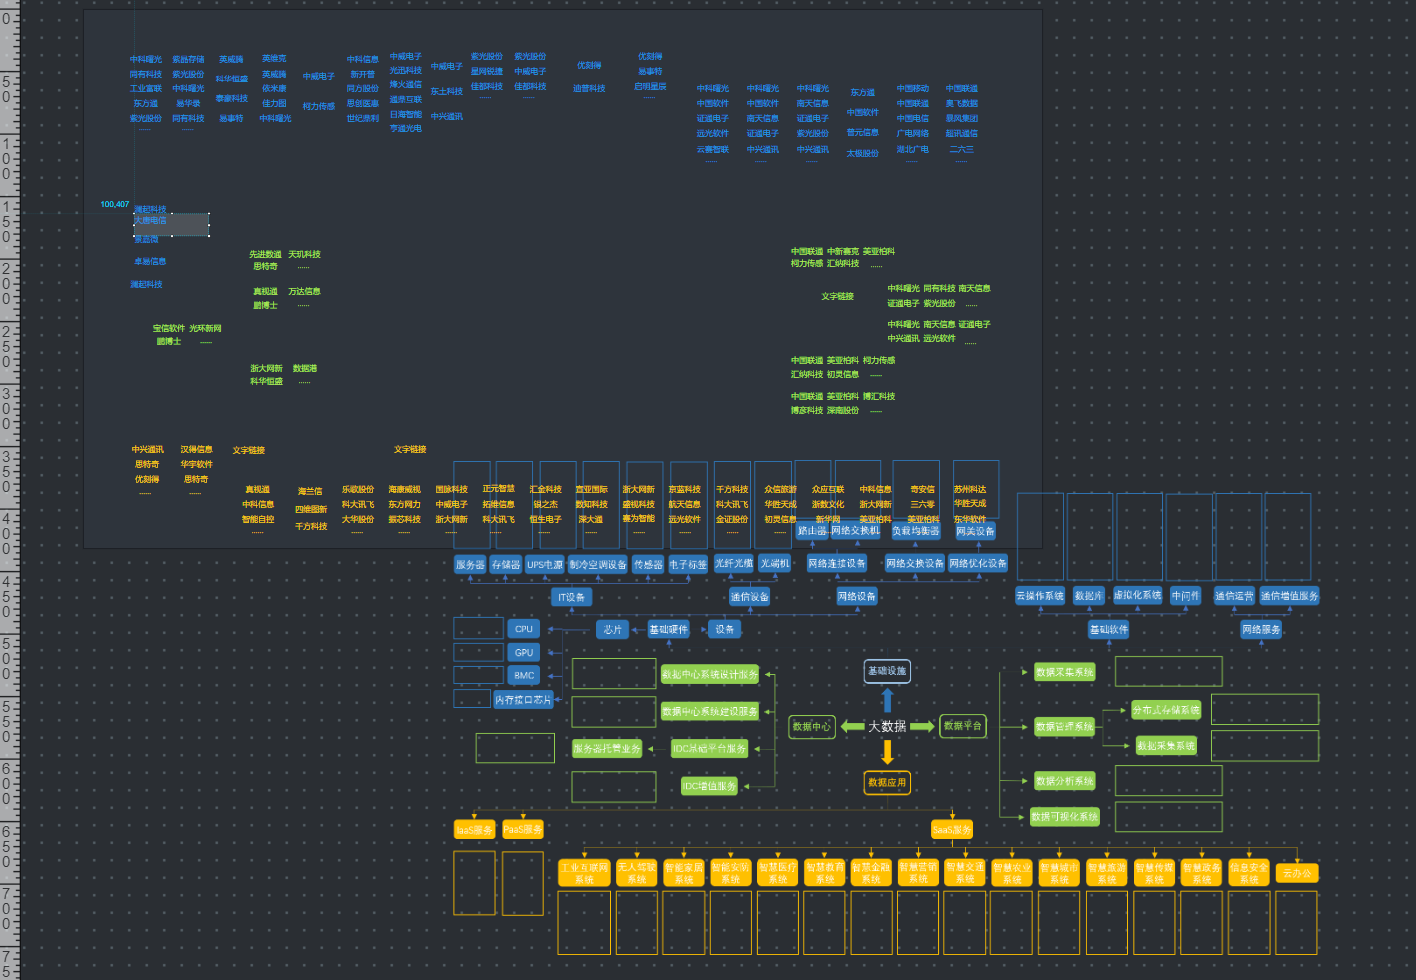 中科曙光 紫晶存储 英威腾 英维克 中威电子 中科信息 中威电子 中威电子 紫光股份 紫光股份 优刻得 优刻得
同有科技 紫光股份 科华恒盛 英威腾 柯力传感 新开普 光迅科技 东土科技 星网锐捷 中威电子 迪普科技 易事特
工业富联 中科曙光 泰豪科技 依米康 同方股份 烽火通信 中兴通讯 佳都科技 佳都科技 启明星辰
东方通 易华录 易事特 佳力图 思创医惠 通鼎互联 ...... ...... ......
紫光股份 同有科技 中科曙光 世纪鼎利 日海智能
...... ...... 亨通光电
中科曙光 中科曙光 中科曙光 东方通 中国移动 中国联通
中国软件 中国软件 南天信息 中国软件 中国联通 奥飞数据
证通电子 南天信息 证通电子 普元信息 中国电信 暴风集团
远光软件 证通电子 紫光股份 太极股份 广电网络 超讯通信
云赛智联 中兴通讯 中兴通讯 湖北广电 二六三
...... ...... ...... ...... ......
100,407
澜起科技
大唐电信
景嘉微
卓易信息
澜起科技
先进数通 天玑科技
思特奇 ......
真视通 万达信息
鹏博士 ......
宝信软件 光环新网
鹏博士 ......
浙大网新 数据港
科华恒盛 ......
中国联通 中新赛克 美亚柏科
柯力传感 汇纳科技 ......
文字链接
中科曙光 同有科技 南天信息
证通电子 紫光股份 ......
中科曙光 南天信息 证通电子
中兴通讯 远光软件 ......
中国联通 美亚柏科 柯力传感
汇纳科技 初灵信息 ......
中国联通 美亚柏科 博汇科技
博彦科技 深南股份 ......
中兴通讯 汉得信息 文字链接 文字链接
思特奇 华宇软件
优刻得 思特奇
...... ......
真视通 海兰信 乐歌股份 海康威视 国脉科技 正元智慧 汇金科技 宣亚国际 浙大网新 京蓝科技 千方科技 众信旅游 众应互联 中科信息 奇安信 苏州科达
中科信息 四维图新 科大讯飞 东方网力 中威电子 拓维信息 银之杰 数知科技 盛视科技 航天信息 科大讯飞 华胜天成 浙数文化 浙大网新 三六零 华胜天成
智能自控 千方科技 大华股份 振芯科技 浙大网新 科大讯飞 恒生电子 深大通 赛为智能 远光软件 金证股份 初灵信息 新华网 美亚柏科 美亚柏科 东华软件
路由器 网络交换机 负载均衡器 网关设备
服务器 存储器 UPS电源 制冷空调设备 传感器 电子标签 光纤光缆 光端机 网络连接设备 网络交换设备 网络优化设备
IT设备 通信设备 网络设备
云操作系统 数据库 虚拟化系统 中间件 通信运营 通信增值服务
CPU 芯片 基础硬件 设备 基础软件 网络服务
GPU
BMC
内存接口芯片
数据中心系统设计服务
数据中心系统建设服务
服务器托管业务 IDC基础平台服务
IDC增值服务
基础设施
数据中心 大数据 数据平台
数据应用
数据采集系统
分布式存储系统
数据管理系统
数据采集系统
数据分析系统
数据可视化系统
IaaS服务 PaaS服务 SaaS服务
工业互联网系统 无人驾驶系统 智能家居系统 智能安防系统 智慧医疗系统 智慧教育系统 智慧金融系统 智慧营销系统 智慧交通系统 智慧农业系统 智慧城市系统 智慧旅游系统 智慧传媒系统 智慧政务系统 信息安全系统 云办公